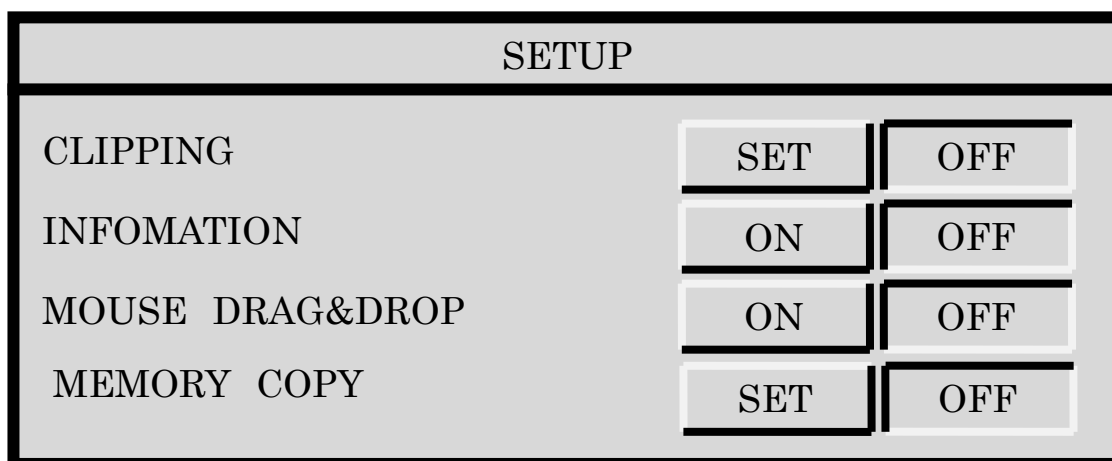 SETUP
CLIPPING SET OFF
INFOMATION ON OFF
MOUSE DRAG&DROP ON OFF
MEMORY COPY SET OFF